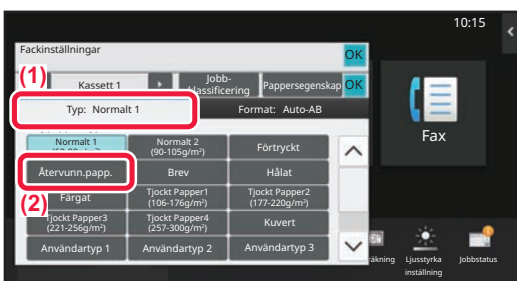 10:15
Fackinställningar
OK
(1)
Kassett 1
Jobb-
klassificering
Pappersegenskap
OK
Typ: Normalt 1
Format: Auto-AB
Normalt 1
Normalt 2
(90-105g/m²)
Förtryckt
Återvunn.papp.
Brev
Hålat
(2)
Färgat
Tjockt Papper1
(106-176g/m²)
Tjockt Papper2
(177-220g/m²)
Tjockt Papper3
(221-256g/m²)
Tjockt Papper4
(257-300g/m²)
Kuvert
Användartyp 1
Användartyp 2
Användartyp 3
Fax
räkning
Ljusstyrka
inställning
Jobbstatus